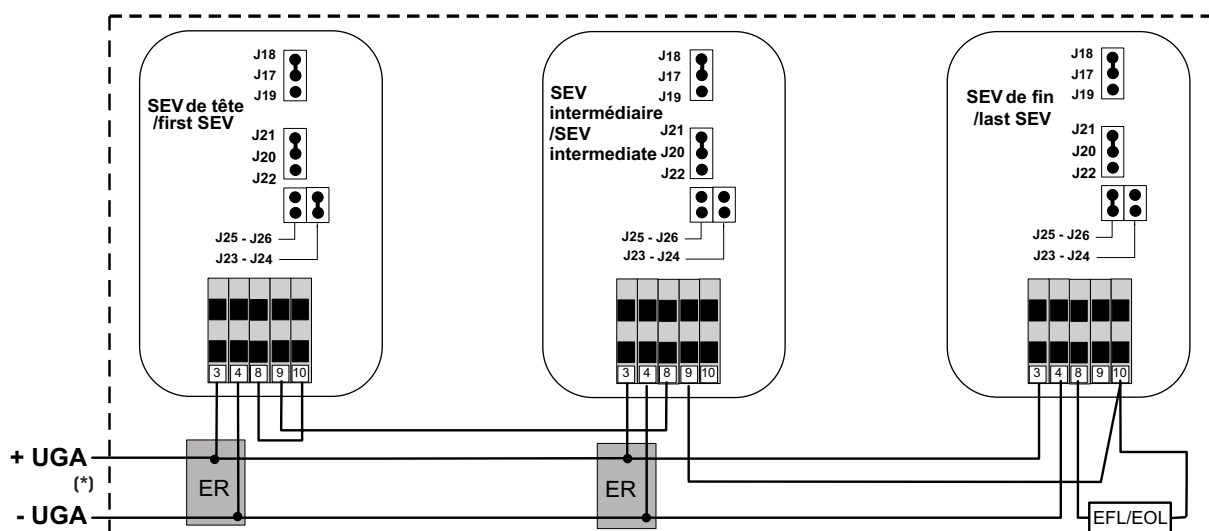 SEV de tête
/first SEV
J18
J17
J19
J21
J20
J22
J25 - J26
J23 - J24
3 4 8 9 10
SEV
intermédiaire
/SEV
intermediate
J18
J17
J19
J21
J20
J22
J25 - J26
J23 - J24
3 4 8 9 10
SEV de fin
/last SEV
J18
J17
J19
J21
J20
J22
J25 - J26
J23 - J24
3 4 8 9 10
+ UGA
(*)
- UGA
ER
ER
EFL/EOL